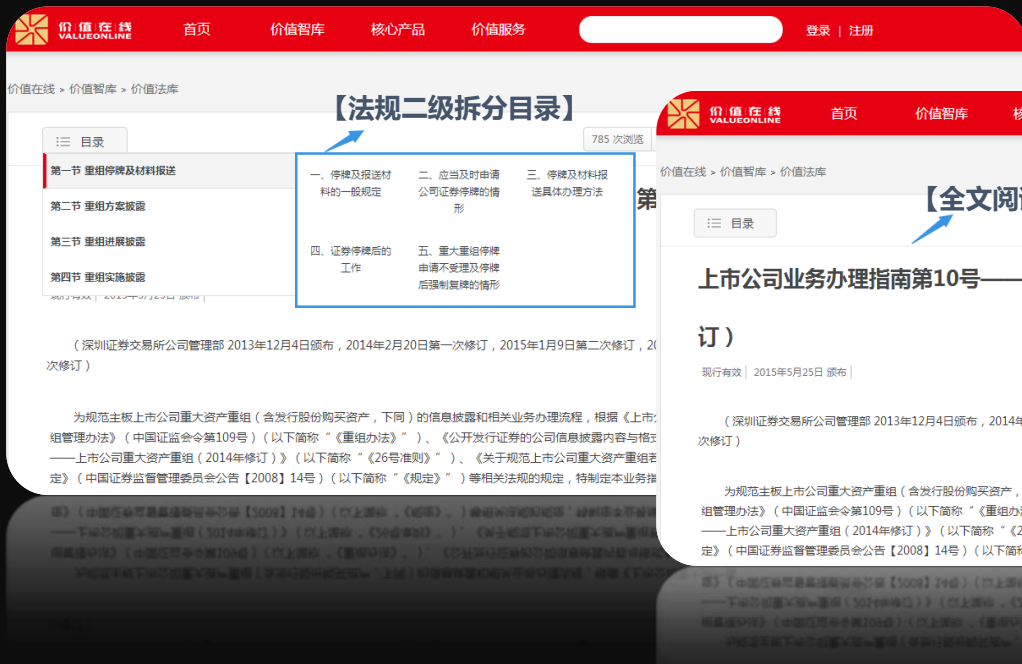 价值在线
VALUEONLINE
首页 价值智库 核心产品 价值服务 登录 | 注册
价值在线 > 价值智库 > 价值法库
【法规二级拆分目录】
目录
785 次浏览
第一节 重组停牌及材料报送
第二节 重组方案披露
第三节 重组进展披露
第四节 重组实施披露
一、停牌及报送材
料的一般规定
二、应当及时申请
公司证券停牌的情
形
三、停牌及材料报
送具体办理方法
四、证券停牌后的
工作
五、重大重组停牌
申请不受理及停牌
后强制复牌的情形
第
现行有效 | 2015年5月25日 颁布 |
（深圳证券交易所公司管理部 2013年12月4日颁布，2014年2月20日第一次修订，2015年1月9日第二次修订，20
次修订）
为规范主板上市公司重大资产重组（含发行股份购买资产，下同）的信息披露和相关业务办理流程，根据《上市公
组管理办法》（中国证监会令第109号）（以下简称“《重组办法》”）、《公开发行证券的公司信息披露内容与格式
——上市公司重大资产重组（2014年修订）》（以下简称“《26号准则》”）、《关于规范上市公司重大资产重组若
定》（中国证券监督管理委员会公告【2008】14号）（以下简称“《规定》”）等相关法规的规定，特制定本业务指
价值在线
VALUEONLINE
首页 价值智库 核
价值在线 > 价值智库 > 价值法库
【全文阅读
目录
上市公司业务办理指南第10号——
订）
现行有效 | 2015年5月25日 颁布 |
（深圳证券交易所公司管理部 2013年12月4日颁布，2014年
次修订）
为规范主板上市公司重大资产重组（含发行股份购买资产，
组管理办法》（中国证监会令第109号）（以下简称“《重组办
——上市公司重大资产重组（2014年修订）》（以下简称“《2
定》（中国证券监督管理委员会公告【2008】14号）（以下简称